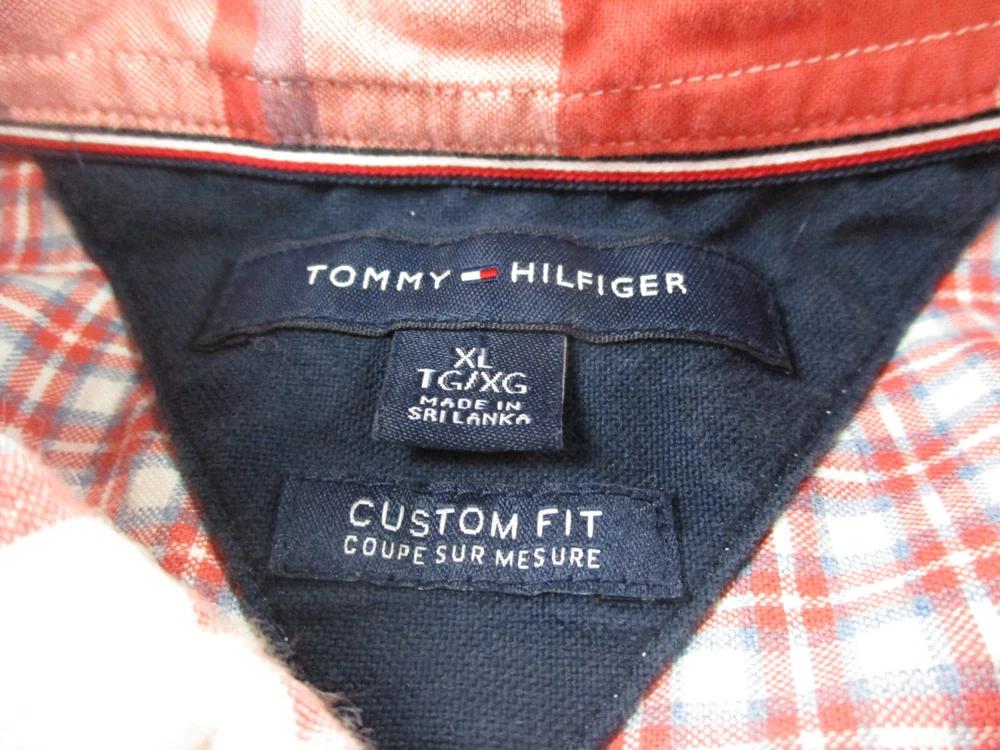 TOMMY HILFIGER
XL
TG/XG
MADE IN
SRI LANKA
CUSTOM FIT
COUPE SUR MESURE